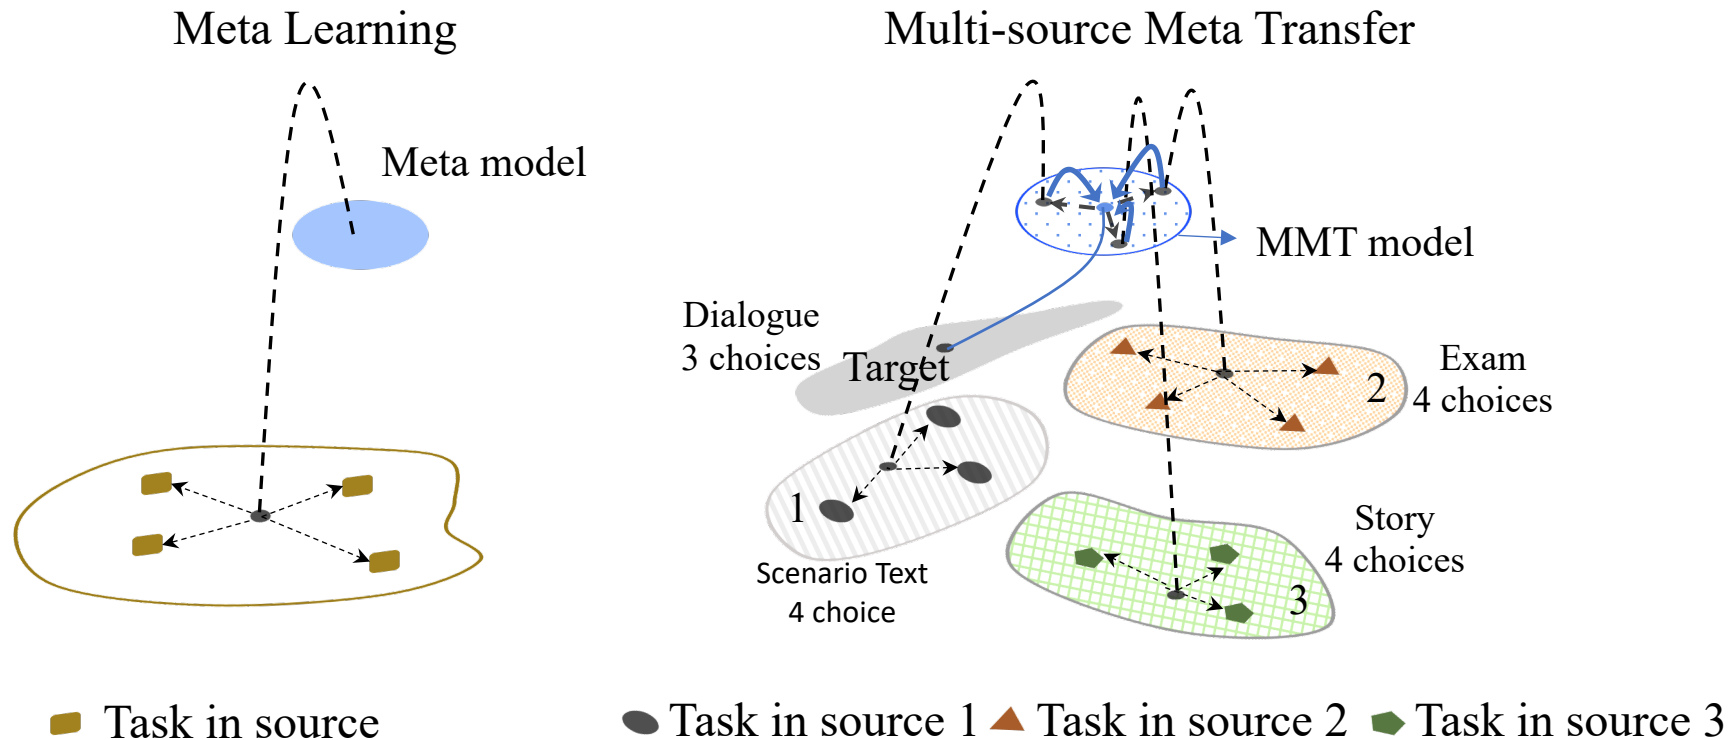 Meta Learning
Multi-source Meta Transfer
Meta model
MMT model
Dialogue
3 choices
Target
Exam
4 choices
2
1
Scenario Text
4 choice
Story
4 choices
3
Task in source
Task in source 1
Task in source 2
Task in source 3